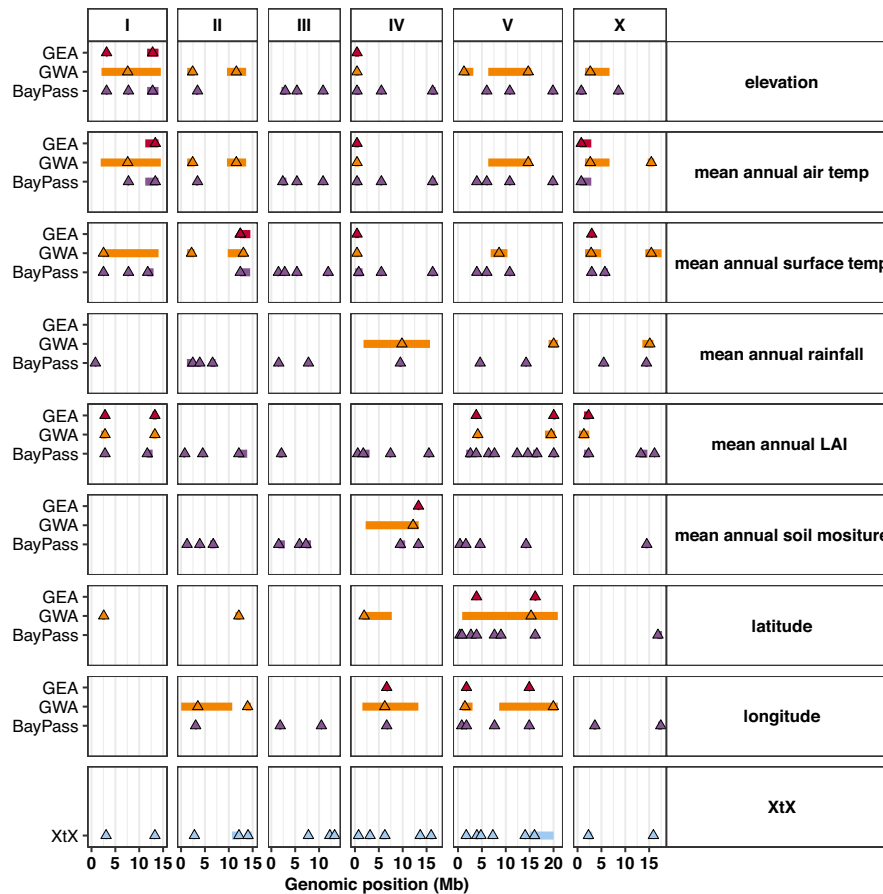 I II III IV V X
GEA
GWA
BayPass
elevation
GEA
GWA
BayPass
mean annual air temp
GEA
GWA
BayPass
mean annual surface temp
GEA
GWA
BayPass
mean annual rainfall
GEA
GWA
BayPass
mean annual LAI
GEA
GWA
BayPass
mean annual soil mositure
GEA
GWA
BayPass
latitude
GEA
GWA
BayPass
longitude
XtX
XtX
0 5 10 15 0 5 10 15 0 5 10 0 5 10 15 0 5 10 15 20 0 5 10 15
Genomic position (Mb)